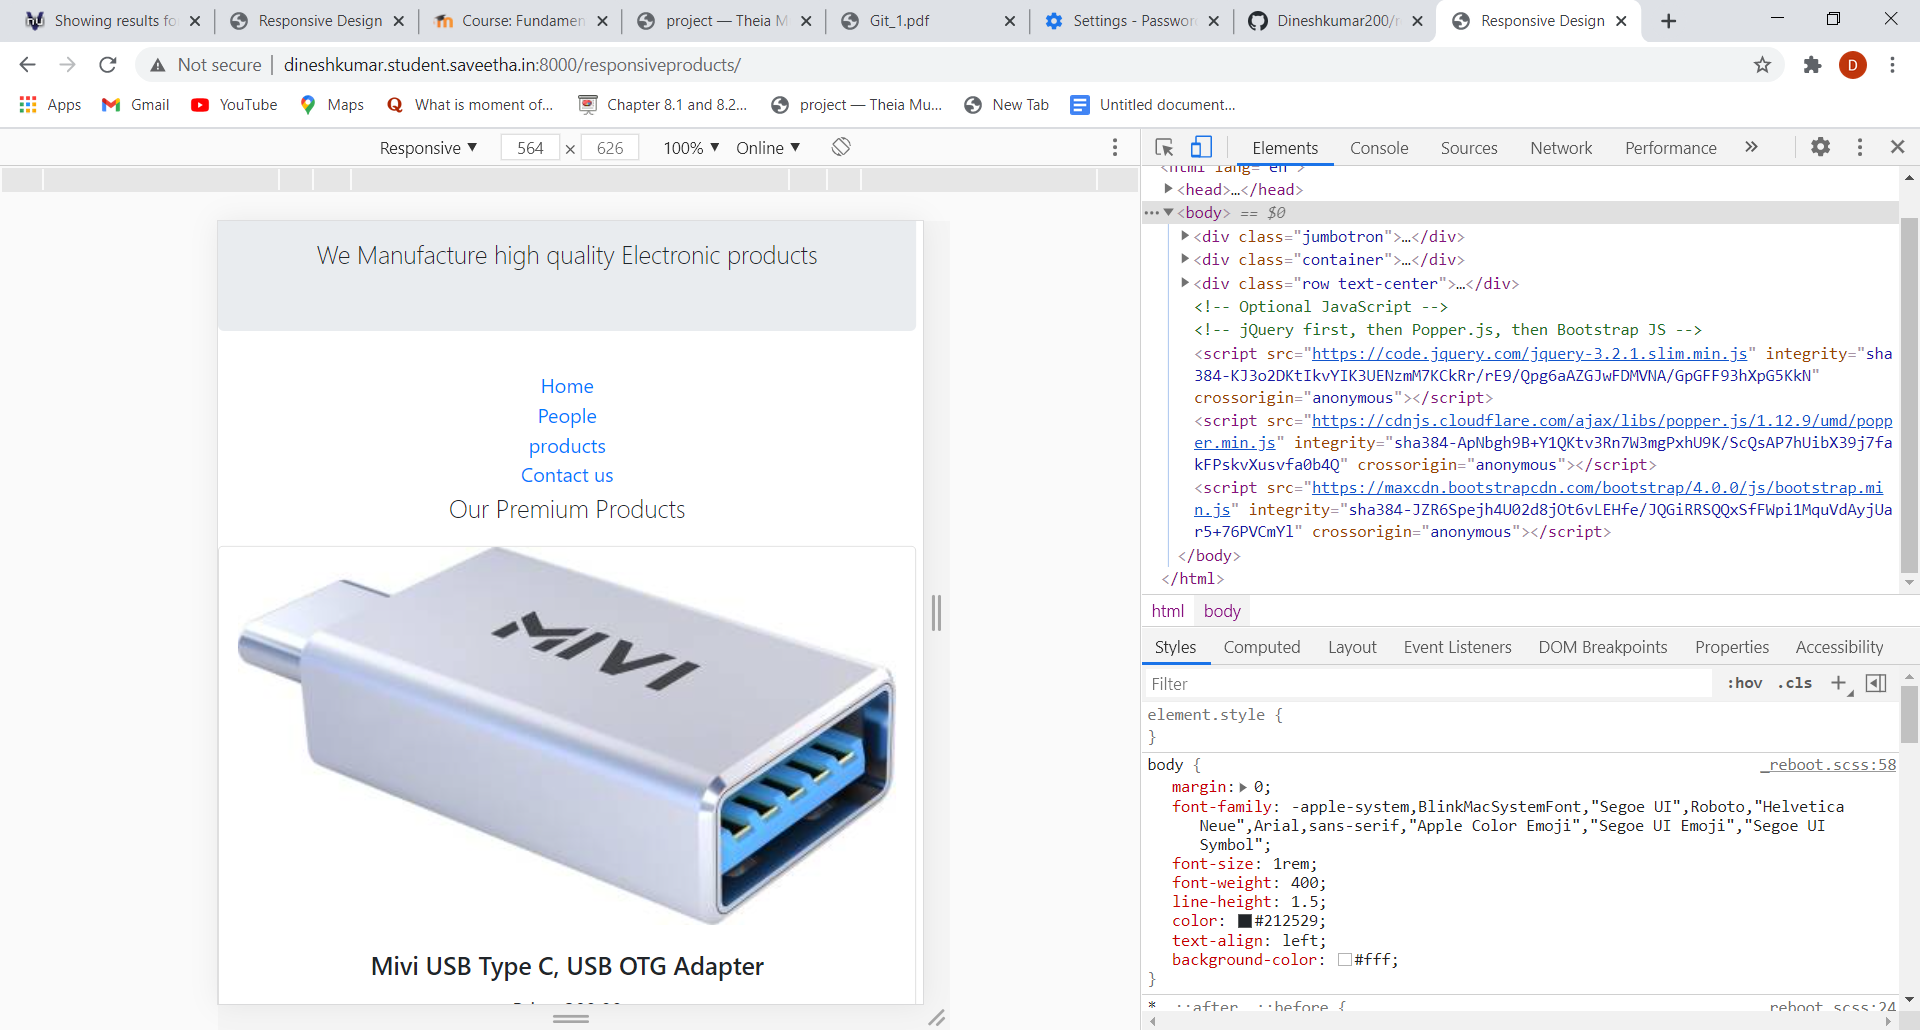 Showing results fo
Responsive Design
Course: Fundamen
project — Theia M
Git_1.pdf
Settings - Passwor
Dineshkumar200/r
Responsive Design
Not secure | dineshkumar.student.saveetha.in:8000/responsiveproducts/
D
Apps
Gmail
YouTube
Maps
What is moment of...
Chapter 8.1 and 8.2...
project — Theia Mu...
New Tab
Untitled document...
Responsive ▼ 564 × 626 100% ▼ Online ▼
Elements Console Sources Network Performance »
<html lang="en">
<head>…</head>
<body> == $0
<div class="jumbotron">…</div>
<div class="container">…</div>
<div class="row text-center">…</div>
<!-- Optional JavaScript -->
<!-- jQuery first, then Popper.js, then Bootstrap JS -->
<script src="https://code.jquery.com/jquery-3.2.1.slim.min.js" integrity="sha
384-KJ3o2DKtIkvYIK3UENzmM7KCkRr/rE9/Qpg6aAZGJwFDMVNA/GpGFF93hXpG5KkN"
crossorigin="anonymous"></script>
<script src="https://cdnjs.cloudflare.com/ajax/libs/popper.js/1.12.9/umd/popp
er.min.js" integrity="sha384-ApNbgh9B+Y1QKtv3Rn7W3mgPxhU9K/ScQsAP7hUibX39j7fa
kFPskvXusvfa0b4Q" crossorigin="anonymous"></script>
<script src="https://maxcdn.bootstrapcdn.com/bootstrap/4.0.0/js/bootstrap.mi
n.js" integrity="sha384-JZR6Spejh4U02d8jOt6vLEHfe/JQGiRRSQQxSfFWpi1MquVdAyjUa
r5+76PVCmYl" crossorigin="anonymous"></script>
</body>
</html>
html body
Styles Computed Layout Event Listeners DOM Breakpoints Properties Accessibility
Filter :hov .cls +
element.style {
}
body { _reboot.scss:58
margin: 0;
font-family: -apple-system,BlinkMacSystemFont,"Segoe UI",Roboto,"Helvetica
Neue",Arial,sans-serif,"Apple Color Emoji","Segoe UI Emoji","Segoe UI
Symbol";
font-size: 1rem;
font-weight: 400;
line-height: 1.5;
color: #212529;
text-align: left;
background-color: #fff;
}
*, ::after, ::before { _reboot.scss:24
We Manufacture high quality Electronic products
Home
People
products
Contact us
Our Premium Products
MIVI
Mivi USB Type C, USB OTG Adapter